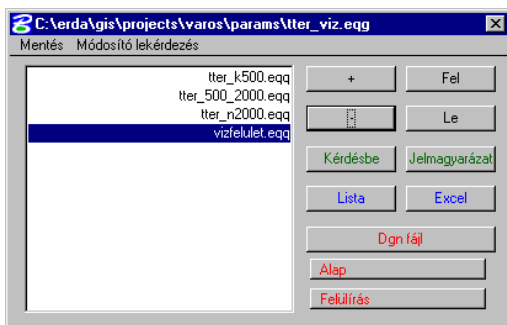 C:\erda\gis\projects\varos\params\tter_viz.eqg
Mentés Módosító lekérdezés
tter_k500.eqq
tter_500_2000.eqq
tter_n2000.eqq
vizfelulet.eqq
+ Fel
- Le
Kérdésbe Jelmagyarázat
Lista Excel
Dgn fájl
Alap
Felülírás